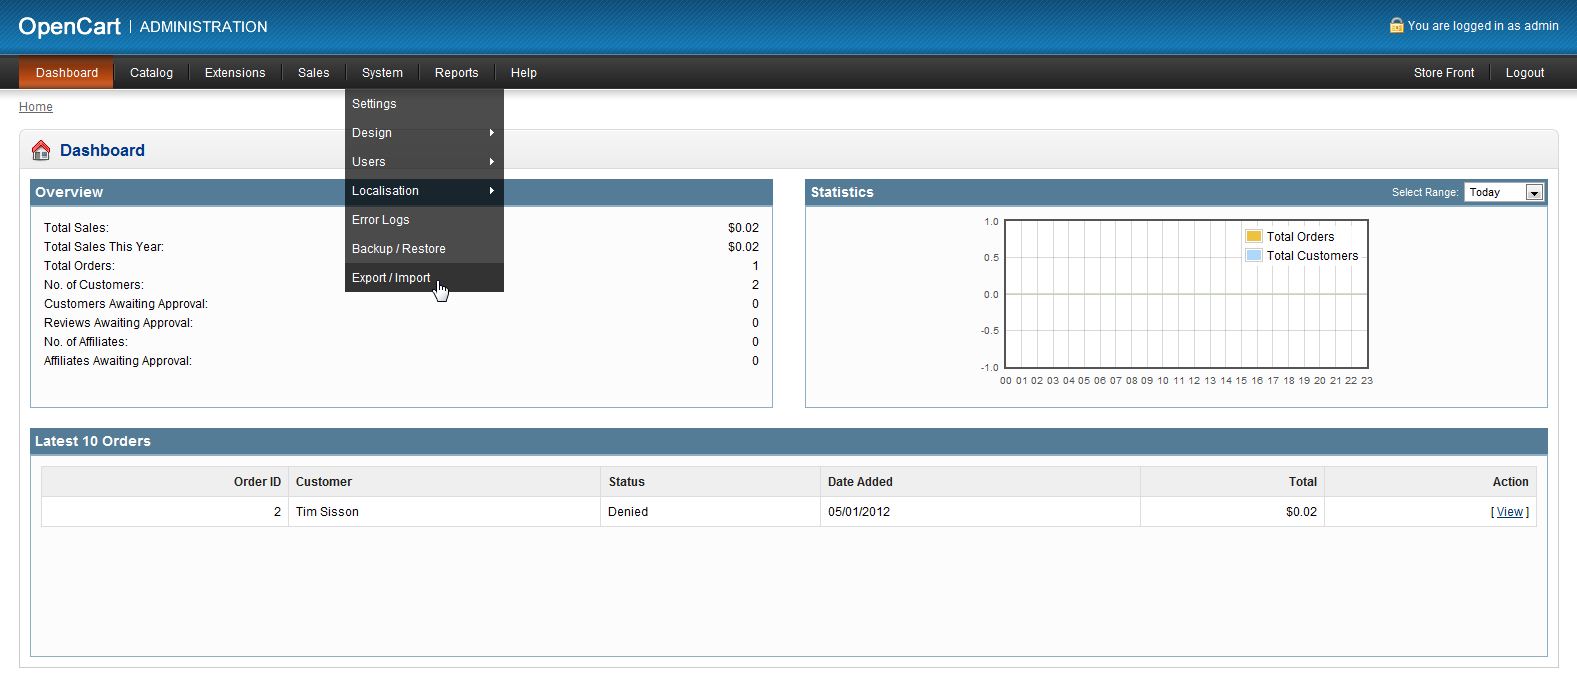 OpenCart | ADMINISTRATION
You are logged in as admin
Dashboard Catalog Extensions Sales System Reports Help Store Front Logout
Home
Settings
Design
Users
Localisation
Error Logs
Backup / Restore
Export / Import
Dashboard
Overview
Total Sales: $0.02
Total Sales This Year: $0.02
Total Orders: 1
No. of Customers: 2
Customers Awaiting Approval: 0
Reviews Awaiting Approval: 0
No. of Affiliates: 0
Affiliates Awaiting Approval: 0
Statistics Select Range: Today
1.0
0.5
0.0
-0.5
-1.0
Total Orders
Total Customers
00 01 02 03 04 05 06 07 08 09 10 11 12 13 14 15 16 17 18 19 20 21 22 23
Latest 10 Orders
Order ID Customer Status Date Added Total Action
2 Tim Sisson Denied 05/01/2012 $0.02 [ View ]